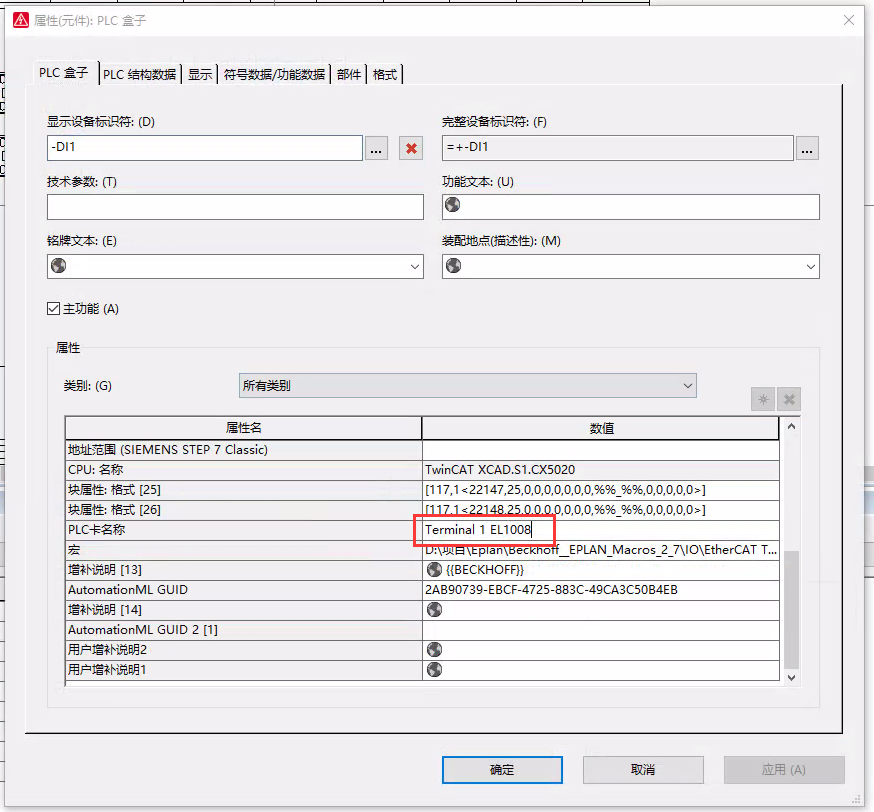 属性(元件): PLC 盒子
PLC 盒子 PLC 结构数据 显示 符号数据/功能数据 部件 格式
显示设备标识符: (D) 完整设备标识符: (F)
-DI1 ... =+-DI1 ...
技术参数: (T) 功能文本: (U)
铭牌文本: (E) 装配地点(描述性): (M)
主功能 (A)
属性
类别: (G) 所有类别
属性名 数值
地址范围 (SIEMENS STEP 7 Classic)
CPU: 名称 TwinCAT XCAD.S1.CX5020
块属性: 格式 [25] [117,1<22147,25,0,0,0,0,0,0,0,%%_%%,0,0,0,0,0>]
块属性: 格式 [26] [117,1<22148,25,0,0,0,0,0,0,0,%%_%%,0,0,0,0,0>]
PLC卡名称 Terminal 1 EL1008
宏 D:\项目\Eplan\Beckhoff__EPLAN_Macros_2_7\IO\EtherCAT T...
增补说明 [13] {{BECKHOFF}}
AutomationML GUID 2AB90739-EBCF-4725-883C-49CA3C50B4EB
增补说明 [14]
AutomationML GUID 2 [1]
用户增补说明2
用户增补说明1
确定 取消 应用 (A)